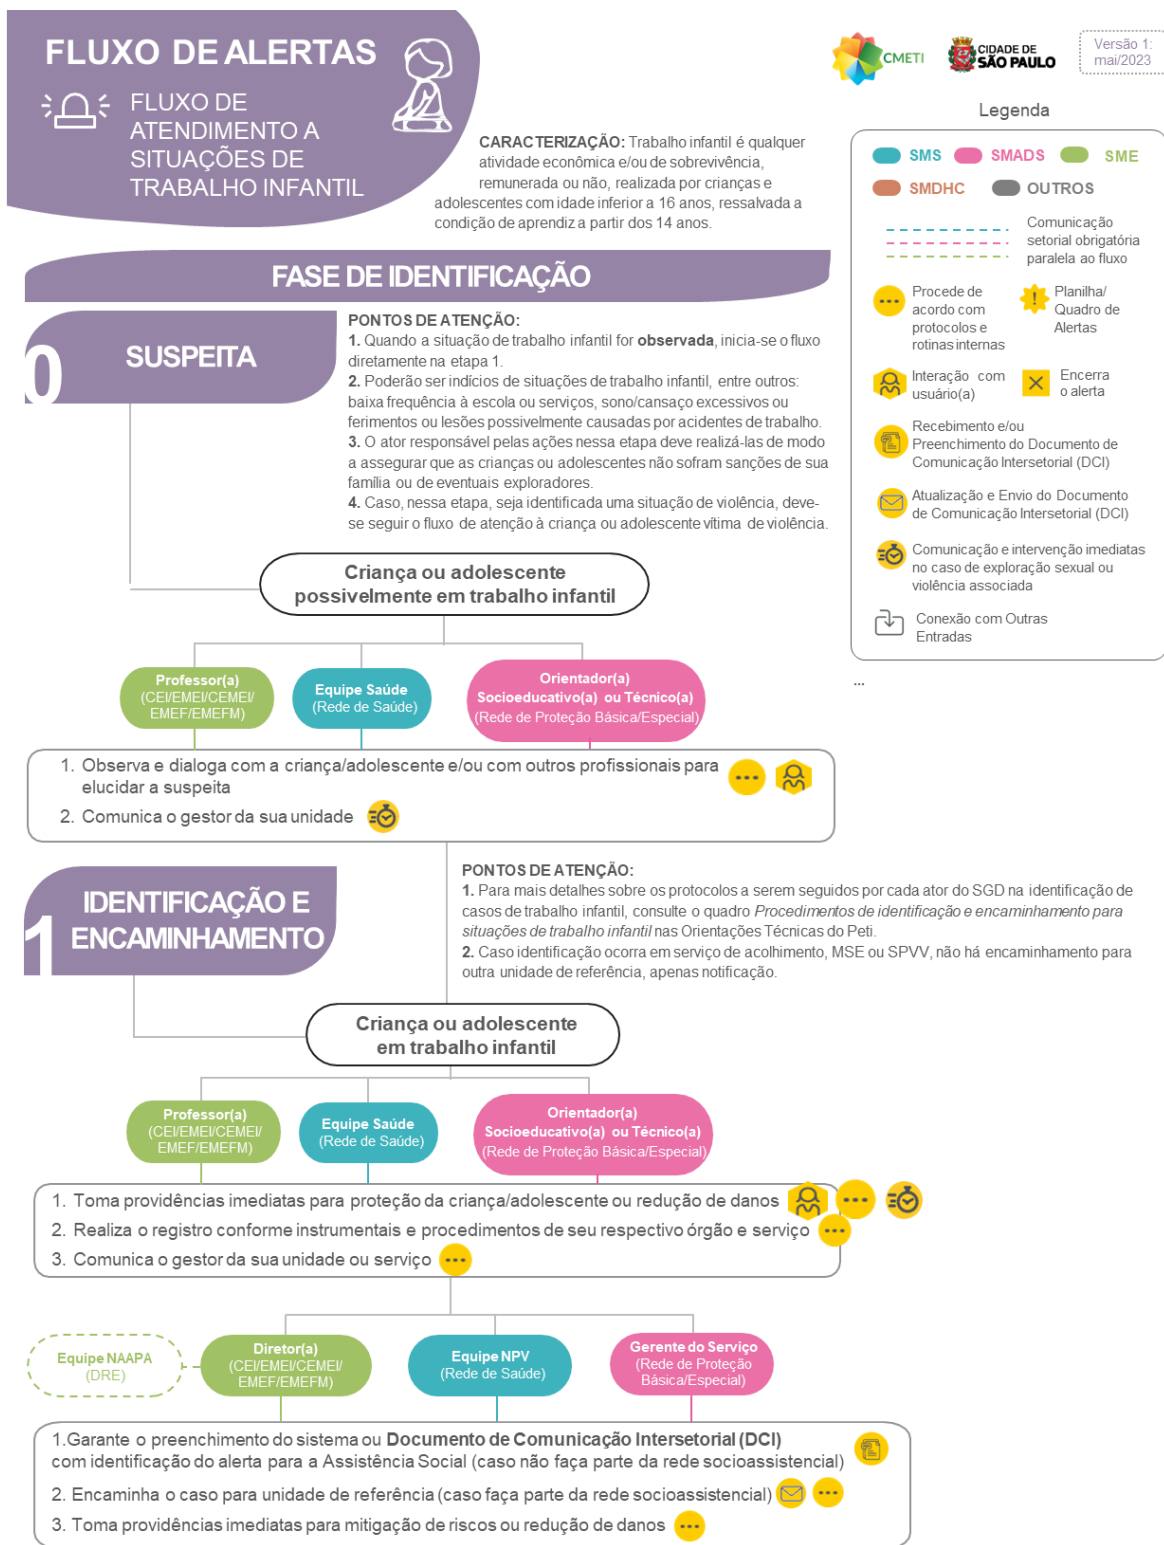 FLUXO DE ALERTAS
FLUXO DE
ATENDIMENTO A
SITUAÇÕES DE
TRABALHO INFANTIL
CMETI
CIDADE DE
SÃO PAULO
Versão 1:
mai/2023
CARACTERIZAÇÃO: Trabalho infantil é qualquer
atividade econômica e/ou de sobrevivência,
remunerada ou não, realizada por crianças e
adolescentes com idade inferior a 16 anos, ressalvada a
condição de aprendiz a partir dos 14 anos.
Legenda
SMS SMADS SME
SMDHC OUTROS
Comunicação
setorial obrigatória
paralela ao fluxo
Procede de
acordo com
protocolos e
rotinas internas
Planilha/
Quadro de
Alertas
Interação com
usuário(a)
Encerra
o alerta
Recebimento e/ou
Preenchimento do Documento de
Comunicação Intersetorial (DCI)
Atualização e Envio do Documento
de Comunicação Intersetorial (DCI)
Comunicação e intervenção imediatas
no caso de exploração sexual ou
violência associada
Conexão com Outras
Entradas
...
FASE DE IDENTIFICAÇÃO
0
SUSPEITA
PONTOS DE ATENÇÃO:
1. Quando a situação de trabalho infantil for observada, inicia-se o fluxo
diretamente na etapa 1.
2. Poderão ser indícios de situações de trabalho infantil, entre outros:
baixa frequência à escola ou serviços, sono/cansaço excessivos ou
ferimentos ou lesões possivelmente causadas por acidentes de trabalho.
3. O ator responsável pelas ações nessa etapa deve realizá-las de modo
a assegurar que as crianças ou adolescentes não sofram sanções de sua
família ou de eventuais exploradores.
4. Caso, nessa etapa, seja identificada uma situação de violência, deve-
se seguir o fluxo de atenção à criança ou adolescente vítima de violência.
Criança ou adolescente
possivelmente em trabalho infantil
Professor(a)
(CEI/EMEI/CEMEI/
EMEF/EMEFM)
Equipe Saúde
(Rede de Saúde)
Orientador(a)
Socioeducativo(a) ou Técnico(a)
(Rede de Proteção Básica/Especial)
1. Observa e dialoga com a criança/adolescente e/ou com outros profissionais para
elucidar a suspeita
2. Comunica o gestor da sua unidade
1
IDENTIFICAÇÃO E
ENCAMINHAMENTO
PONTOS DE ATENÇÃO:
1. Para mais detalhes sobre os protocolos a serem seguidos por cada ator do SGD na identificação de
casos de trabalho infantil, consulte o quadro Procedimentos de identificação e encaminhamento para
situações de trabalho infantil nas Orientações Técnicas do Peti.
2. Caso identificação ocorra em serviço de acolhimento, MSE ou SPVV, não há encaminhamento para
outra unidade de referência, apenas notificação.
Criança ou adolescente
em trabalho infantil
Professor(a)
(CEI/EMEI/CEMEI/
EMEF/EMEFM)
Equipe Saúde
(Rede de Saúde)
Orientador(a)
Socioeducativo(a) ou Técnico(a)
(Rede de Proteção Básica/Especial)
1. Toma providências imediatas para proteção da criança/adolescente ou redução de danos
2. Realiza o registro conforme instrumentais e procedimentos de seu respectivo órgão e serviço
3. Comunica o gestor da sua unidade ou serviço
Equipe NAAPA
(DRE)
Diretor(a)
(CEI/EMEI/CEMEI/
EMEF/EMEFM)
Equipe NPV
(Rede de Saúde)
Gerente do Serviço
(Rede de Proteção
Básica/Especial)
1.Garante o preenchimento do sistema ou Documento de Comunicação Intersetorial (DCI)
com identificação do alerta para a Assistência Social (caso não faça parte da rede socioassistencial)
2. Encaminha o caso para unidade de referência (caso faça parte da rede socioassistencial)
3. Toma providências imediatas para mitigação de riscos ou redução de danos